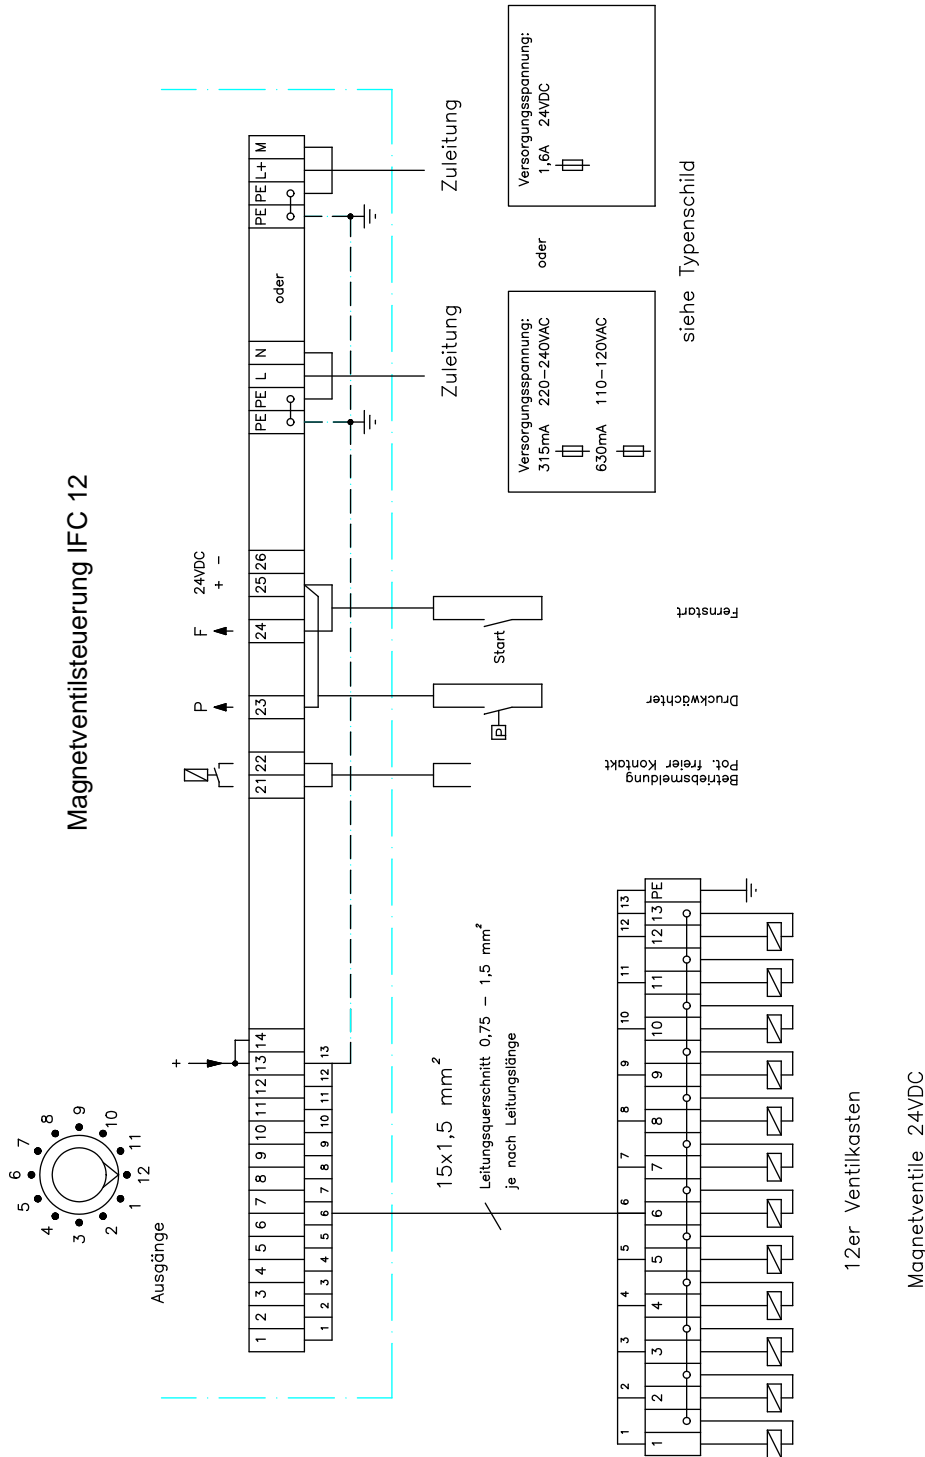 Magnetventilsteuerung IFC 12
Ausgänge
1 2 3 4 5 6 7 8 9 10 11 12
+
1 2 3 4 5 6 7 8 9 10 11 12 13 14
1 2 3 4 5 6 7 8 9 10 11 12 13
21 22
P
23
F
24
24VDC
+ -
25 26
PE PE L N
oder
PE PE L+ M
Zuleitung
Zuleitung
15x1,5 mm²
Leitungsquerschnitt 0,75 - 1,5 mm²
je nach Leitungslänge
P
Start
Betriebsmeldung
Pot. freier Kontakt
Druckwächter
Fernstart
Versorgungsspannung:
315mA 220-240VAC
630mA 110-120VAC
oder
Versorgungsspannung:
1,6A 24VDC
siehe Typenschild
1 2 3 4 5 6 7 8 9 10 11 12 13
1 2 3 4 5 6 7 8 9 10 11 12 13 PE
12er Ventilkasten
Magnetventile 24VDC